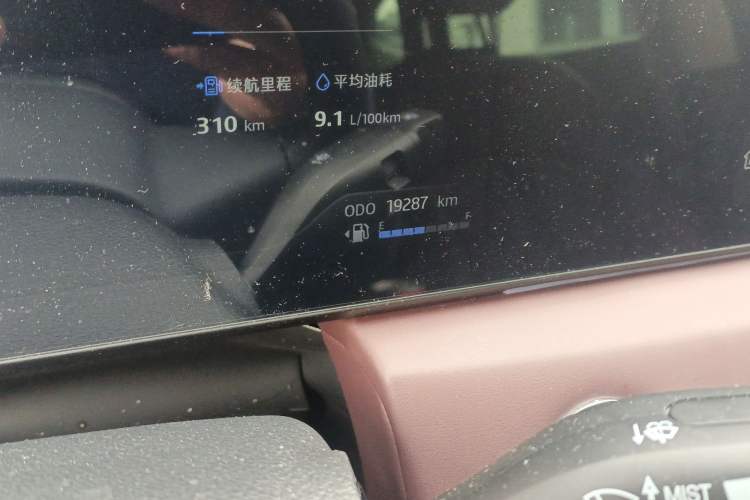 续航里程 平均油耗
310 km 9.1 L/100km
ODO 19287 km
E F
MIST